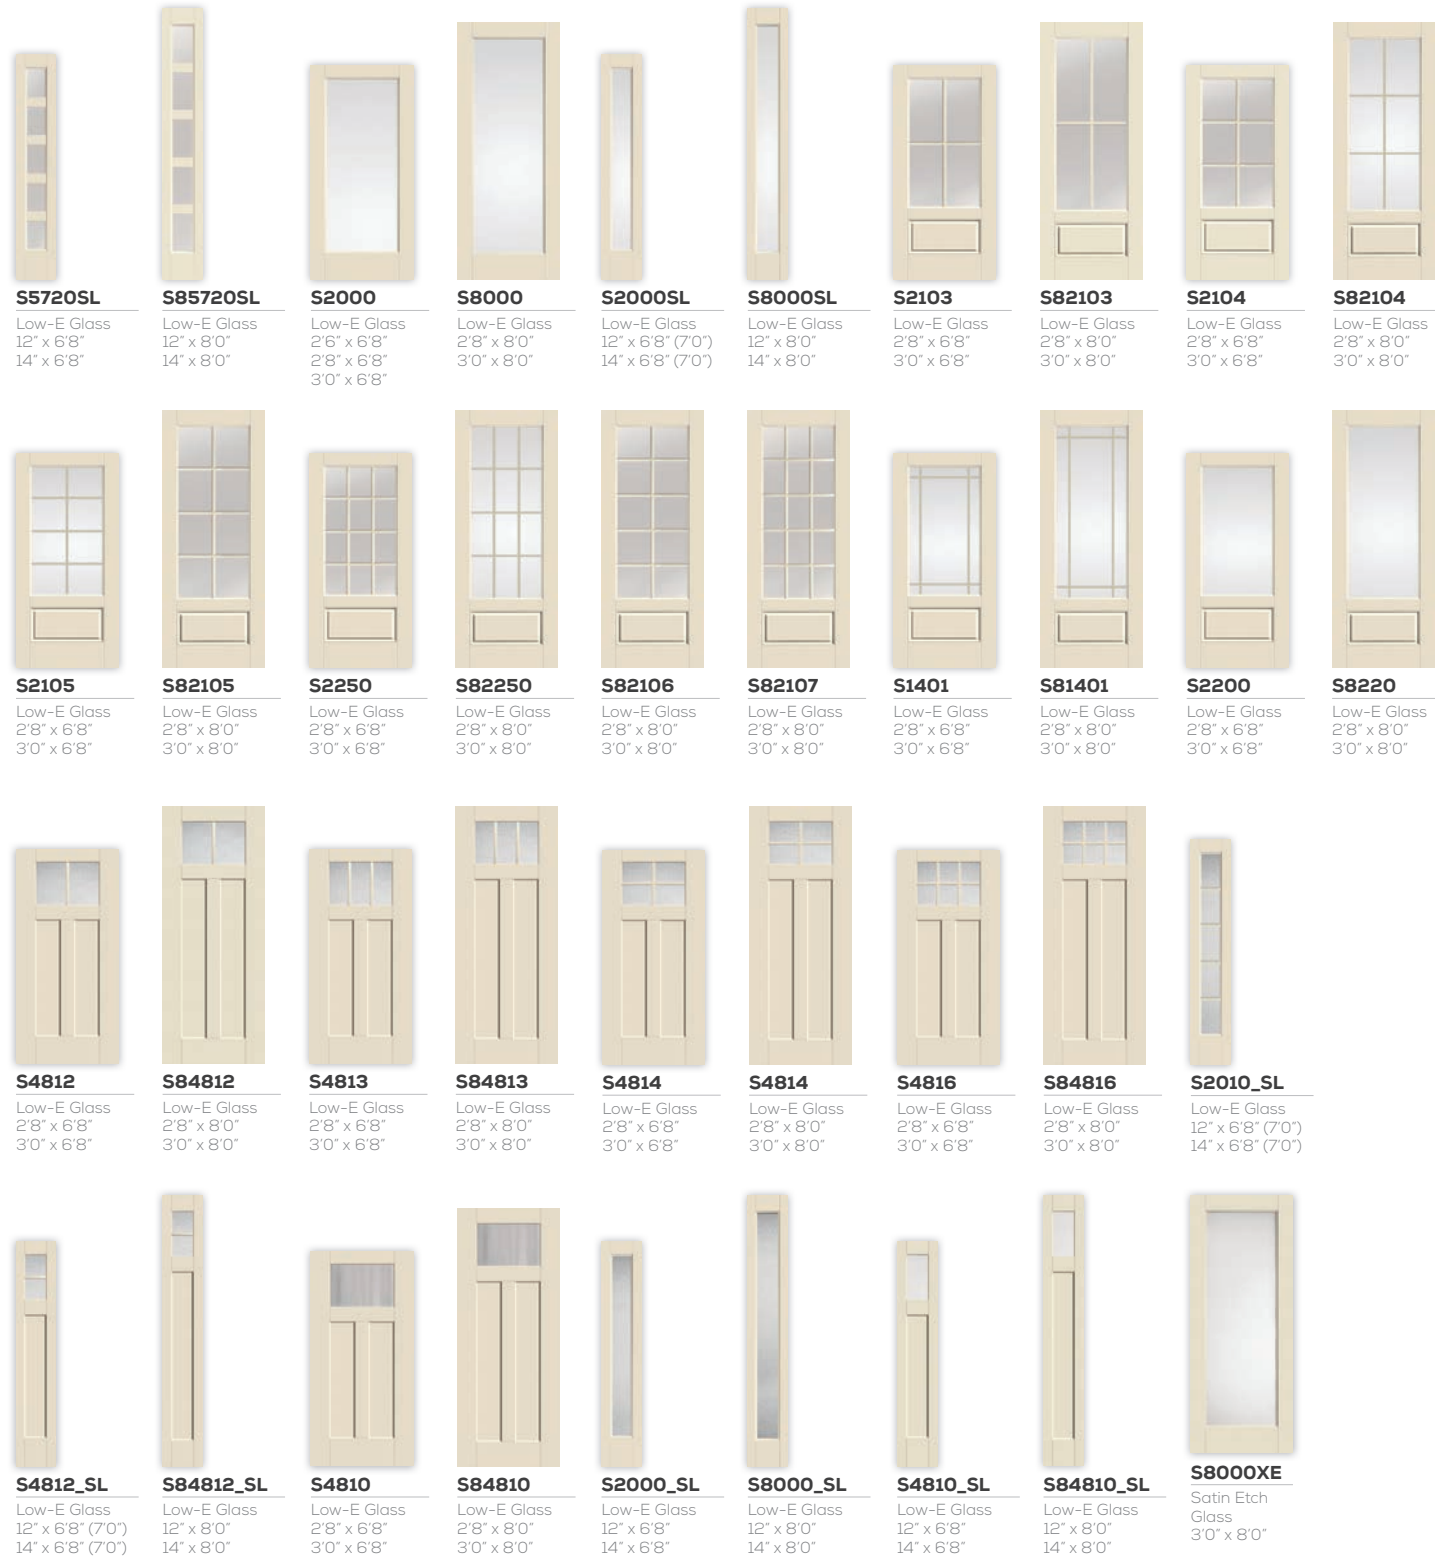 S5720SL
Low-E Glass
12" x 6'8"
14" x 6'8"
S85720SL
Low-E Glass
12" x 8'0"
14" x 8'0"
S2000
Low-E Glass
2'6" x 6'8"
2'8" x 6'8"
3'0" x 6'8"
S8000
Low-E Glass
2'8" x 8'0"
3'0" x 8'0"
S2000SL
Low-E Glass
12" x 6'8" (7'0")
14" x 6'8" (7'0")
S8000SL
Low-E Glass
12" x 8'0"
14" x 8'0"
S2103
Low-E Glass
2'8" x 6'8"
3'0" x 6'8"
S82103
Low-E Glass
2'8" x 8'0"
3'0" x 8'0"
S2104
Low-E Glass
2'8" x 6'8"
3'0" x 6'8"
S82104
Low-E Glass
2'8" x 8'0"
3'0" x 8'0"
S2105
Low-E Glass
2'8" x 6'8"
3'0" x 6'8"
S82105
Low-E Glass
2'8" x 8'0"
3'0" x 8'0"
S2250
Low-E Glass
2'8" x 6'8"
3'0" x 6'8"
S82250
Low-E Glass
2'8" x 8'0"
3'0" x 8'0"
S82106
Low-E Glass
2'8" x 8'0"
3'0" x 8'0"
S82107
Low-E Glass
2'8" x 8'0"
3'0" x 8'0"
S1401
Low-E Glass
2'8" x 6'8"
3'0" x 6'8"
S81401
Low-E Glass
2'8" x 8'0"
3'0" x 8'0"
S2200
Low-E Glass
2'8" x 6'8"
3'0" x 6'8"
S8220
Low-E Glass
2'8" x 8'0"
3'0" x 8'0"
S4812
Low-E Glass
2'8" x 6'8"
3'0" x 6'8"
S84812
Low-E Glass
2'8" x 8'0"
3'0" x 8'0"
S4813
Low-E Glass
2'8" x 6'8"
3'0" x 6'8"
S84813
Low-E Glass
2'8" x 8'0"
3'0" x 8'0"
S4814
Low-E Glass
2'8" x 6'8"
3'0" x 6'8"
S4814
Low-E Glass
2'8" x 8'0"
3'0" x 8'0"
S4816
Low-E Glass
2'8" x 6'8"
3'0" x 6'8"
S84816
Low-E Glass
2'8" x 8'0"
3'0" x 8'0"
S2010_SL
Low-E Glass
12" x 6'8" (7'0")
14" x 6'8" (7'0")
S4812_SL
Low-E Glass
12" x 6'8" (7'0")
14" x 6'8" (7'0")
S84812_SL
Low-E Glass
12" x 8'0"
14" x 8'0"
S4810
Low-E Glass
2'8" x 6'8"
3'0" x 6'8"
S84810
Low-E Glass
2'8" x 8'0"
3'0" x 8'0"
S2000_SL
Low-E Glass
12" x 6'8"
14" x 6'8"
S8000_SL
Low-E Glass
12" x 8'0"
14" x 8'0"
S4810_SL
Low-E Glass
12" x 6'8"
14" x 6'8"
S84810_SL
Low-E Glass
12" x 8'0"
14" x 8'0"
S8000XE
Satin Etch
Glass
3'0" x 8'0"